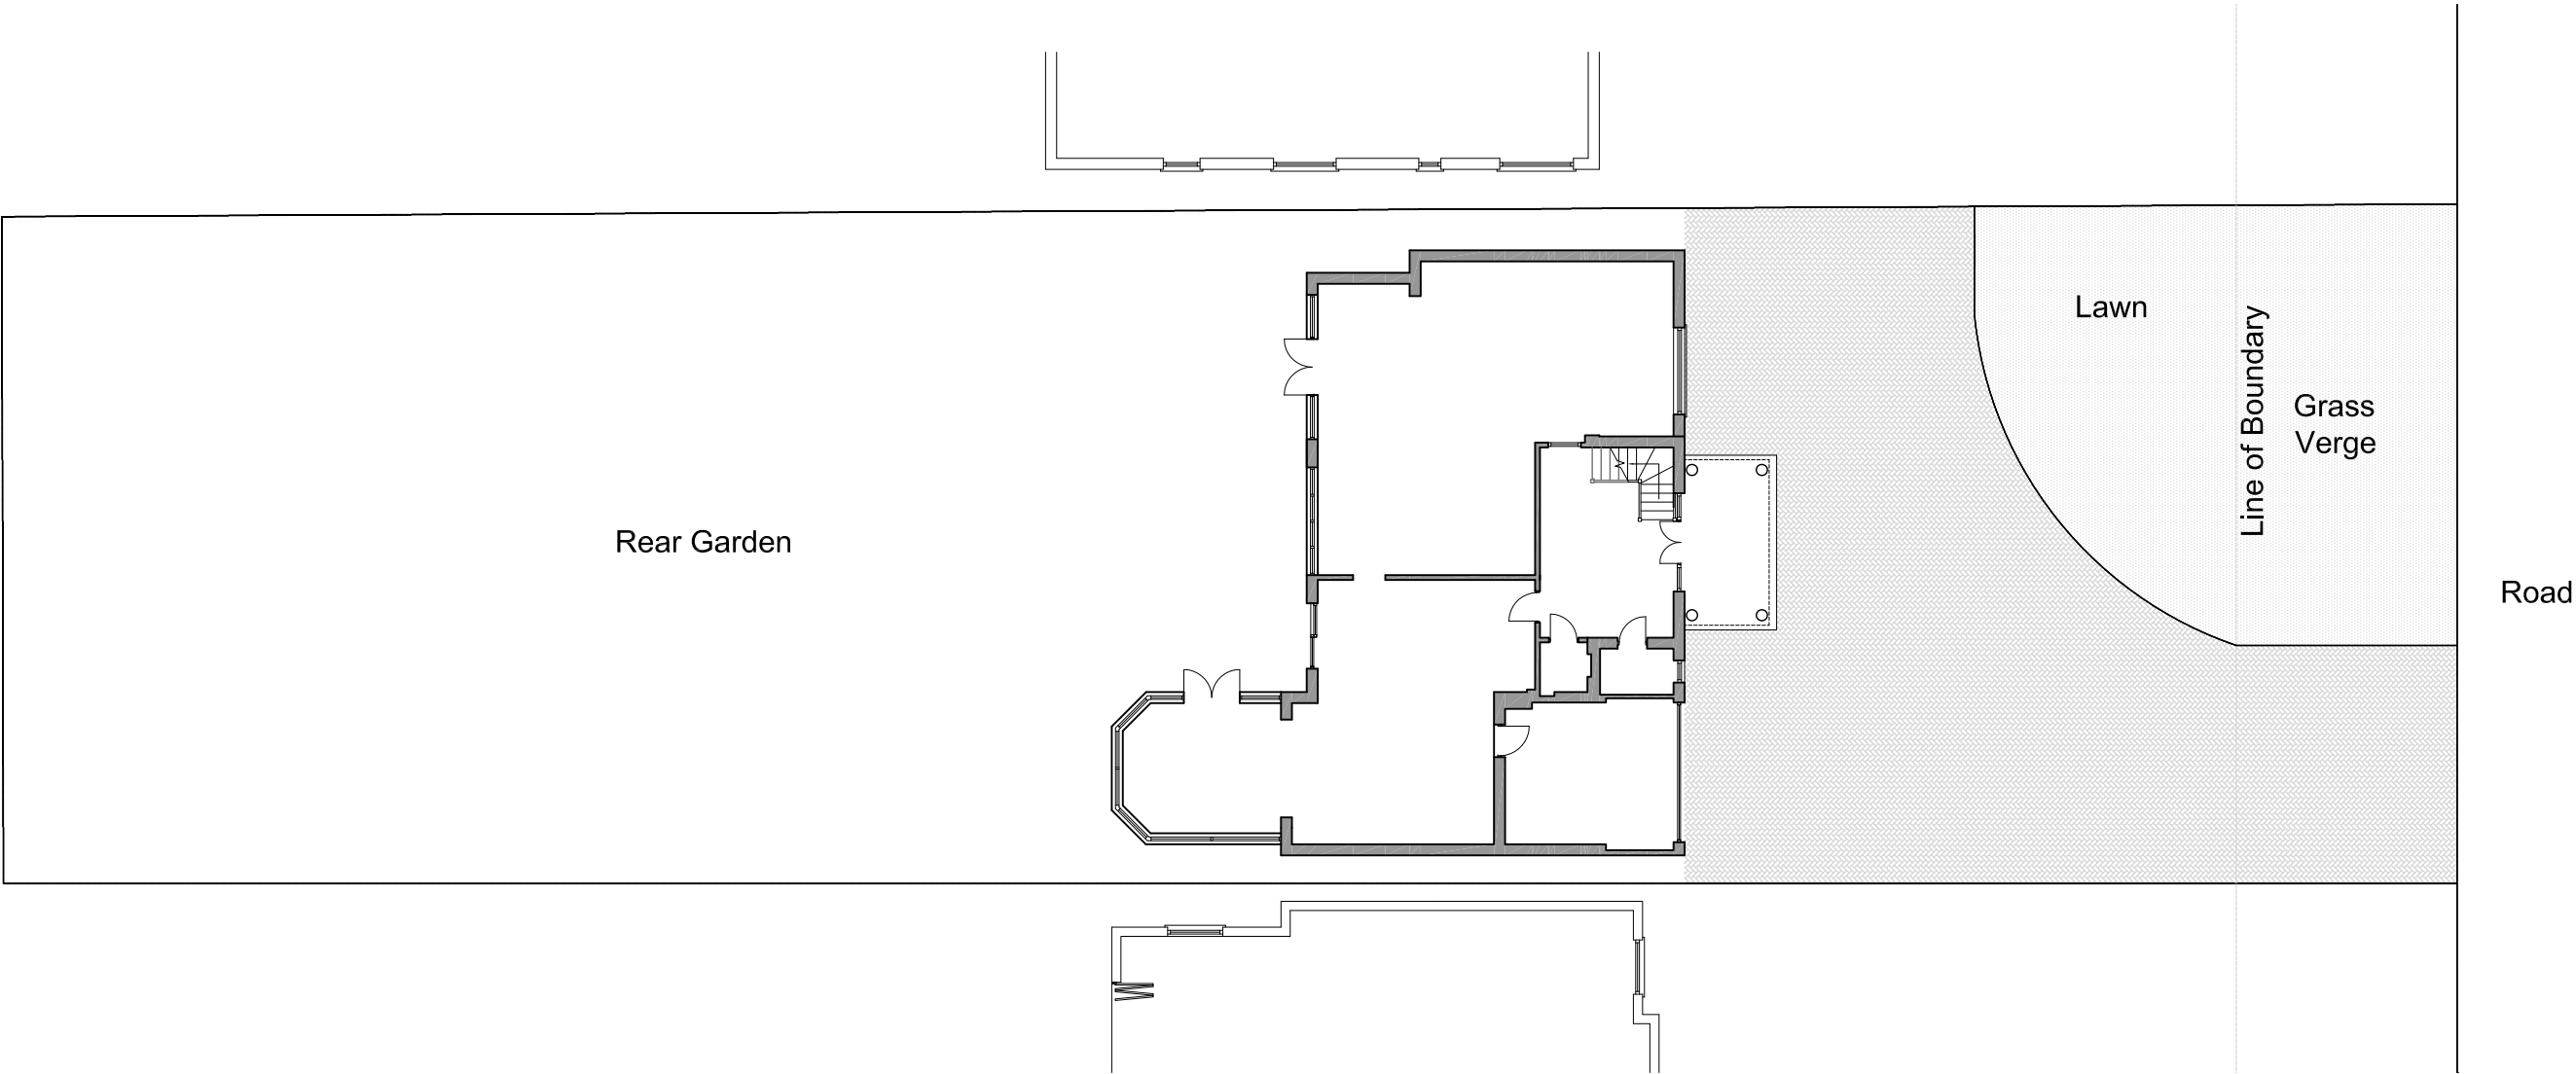 Rear Garden
Lawn
Line of Boundary
Grass
Verge
Road